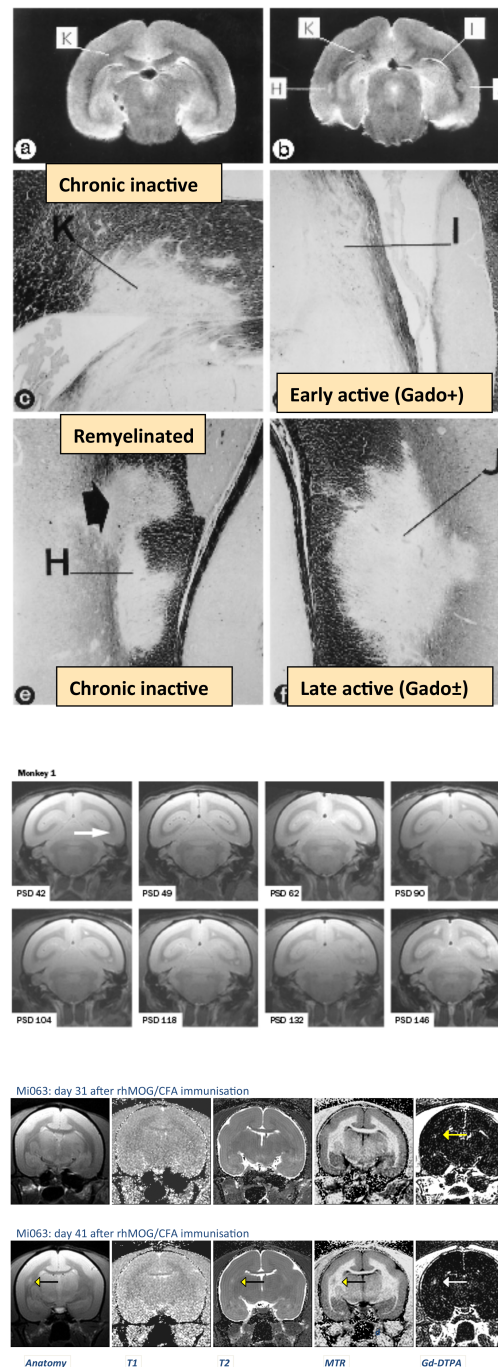 K
K
I
H
a
b
Chronic inactive
K
I
c
Early active (Gado+)
Remyelinated
J
H
e
Chronic inactive
f
Late active (Gado±)
Monkey 1
PSD 42
PSD 49
PSD 62
PSD 90
PSD 104
PSD 118
PSD 132
PSD 146
Mi063: day 31 after rhMOG/CFA immunisation
Mi063: day 41 after rhMOG/CFA immunisation
Anatomy
T1
T2
MTR
Gd-DTPA